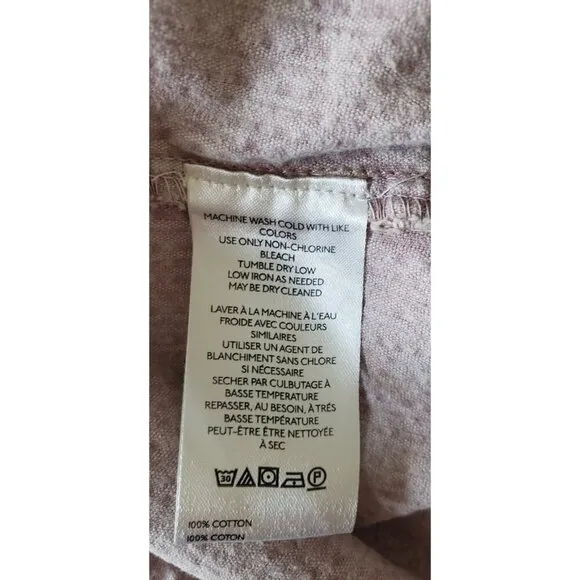 MACHINE WASH COLD WITH LIKE
COLORS
USE ONLY NON-CHLORINE
BLEACH
TUMBLE DRY LOW
LOW IRON AS NEEDED
MAY BE DRY CLEANED
LAVER À LA MACHINE À L'EAU
FROIDE AVEC COULEURS
SIMILAIRES
UTILISER UN AGENT DE
BLANCHIMENT SANS CHLORE
SI NÉCESSAIRE
SECHER PAR CULBUTAGE À
BASSE TEMPERATURE
REPASSER, AU BESOIN, À TRÉS
BASSE TEMPÉRATURE
PEUT-ÊTRE ÊTRE NETTOYÉE
À SEC
30 P
100% COTTON
100% COTON